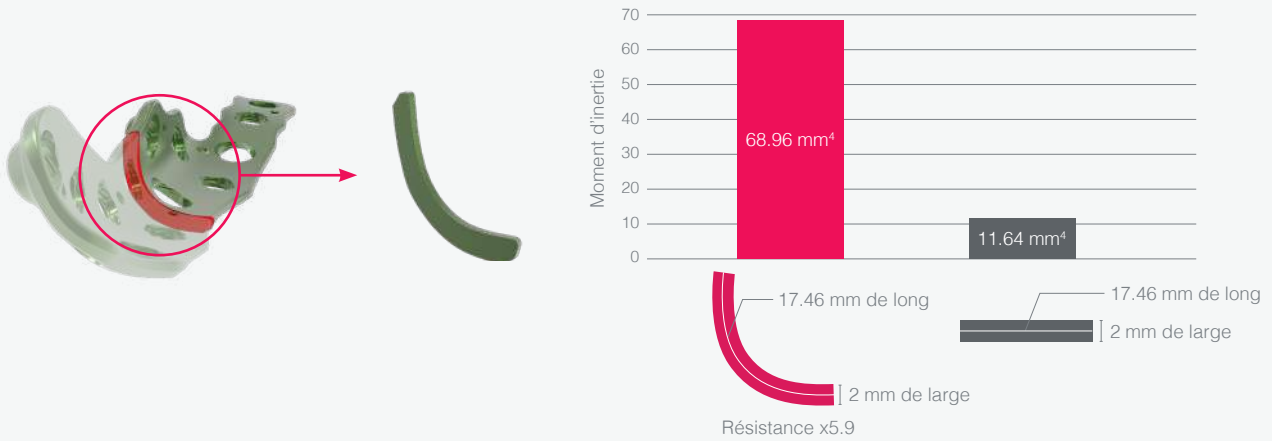 70
60
50
40
30
20
10
0
Moment d'inertie
68.96 mm⁴
11.64 mm⁴
17.46 mm de long
2 mm de large
Résistance x5.9
17.46 mm de long
2 mm de large